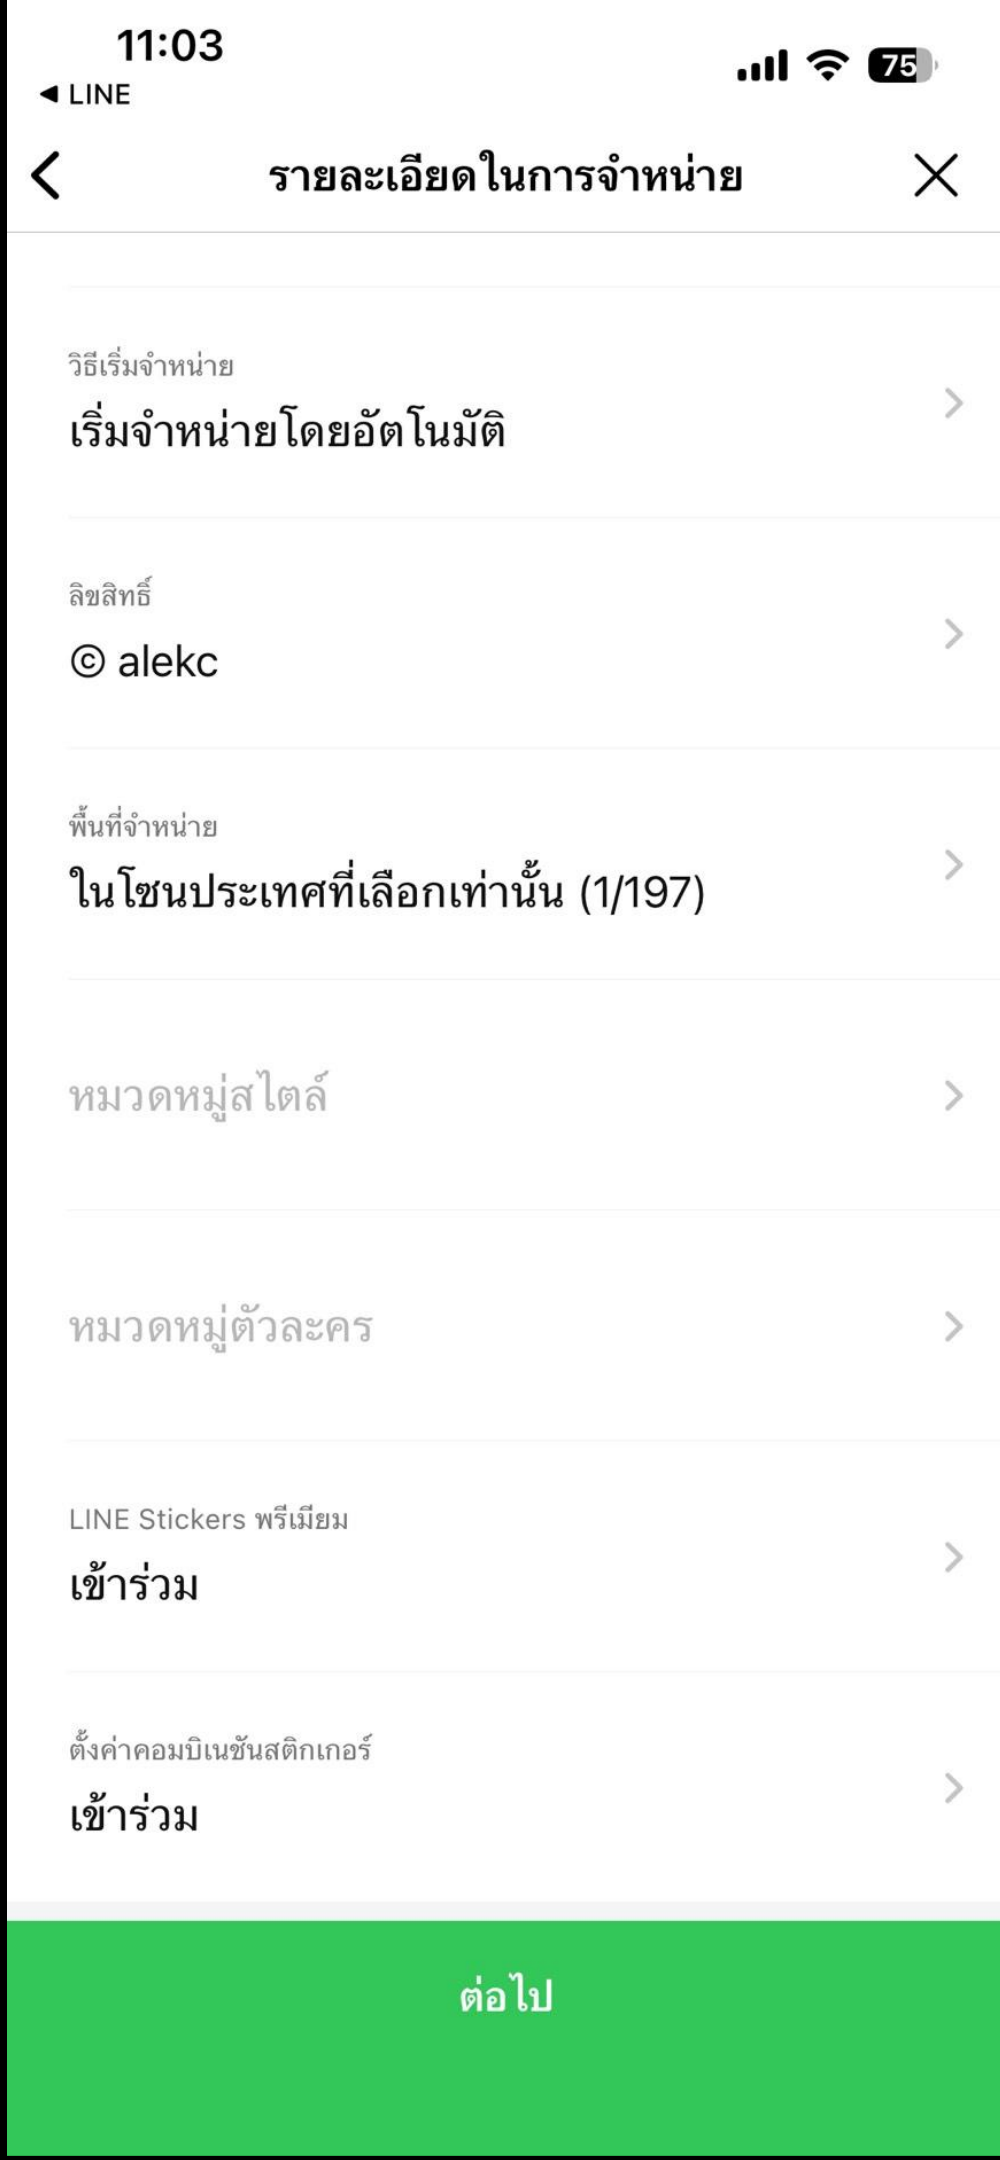 11:03
75
◀ LINE
รายละเอียดในการจำหน่าย
วิธีเริ่มจำหน่าย
เริ่มจำหน่ายโดยอัตโนมัติ
ลิขสิทธิ์
© alekc
พื้นที่จำหน่าย
ในโซนประเทศที่เลือกเท่านั้น (1/197)
หมวดหมู่สไตล์
หมวดหมู่ตัวละคร
LINE Stickers พรีเมียม
เข้าร่วม
ตั้งค่าคอมบิเนชันสติกเกอร์
เข้าร่วม
ต่อไป